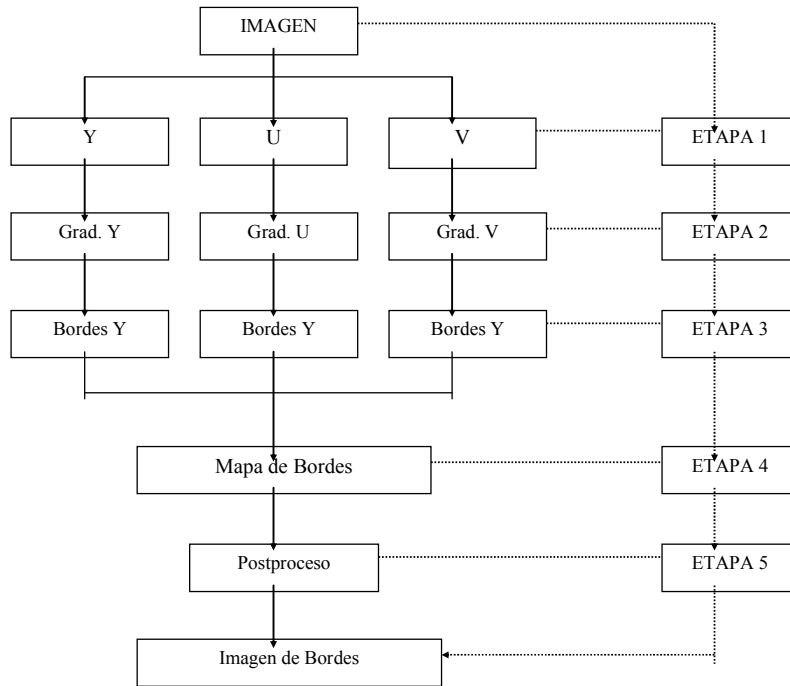 IMAGEN
Y
U
V
ETAPA 1
Grad. Y
Grad. U
Grad. V
ETAPA 2
Bordes Y
Bordes Y
Bordes Y
ETAPA 3
Mapa de Bordes
ETAPA 4
Postproceso
ETAPA 5
Imagen de Bordes